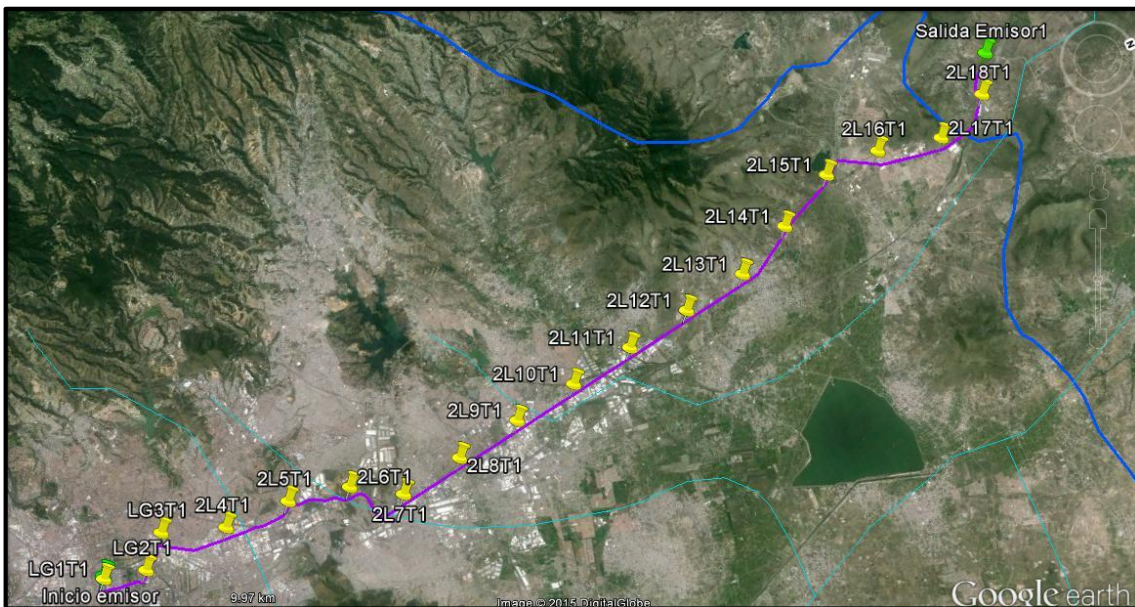 Salida Emisor1
2L18T1
2L17T1
2L16T1
2L15T1
2L14T1
2L13T1
2L12T1
2L11T1
2L10T1
2L9T1
2L8T1
2L6T1
2L5T1
2L7T1
LG3T1
2L4T1
LG2T1
LG1T1
Inicio emisor
9.97 km
Image © 2015 DigitalGlobe
Google earth
N